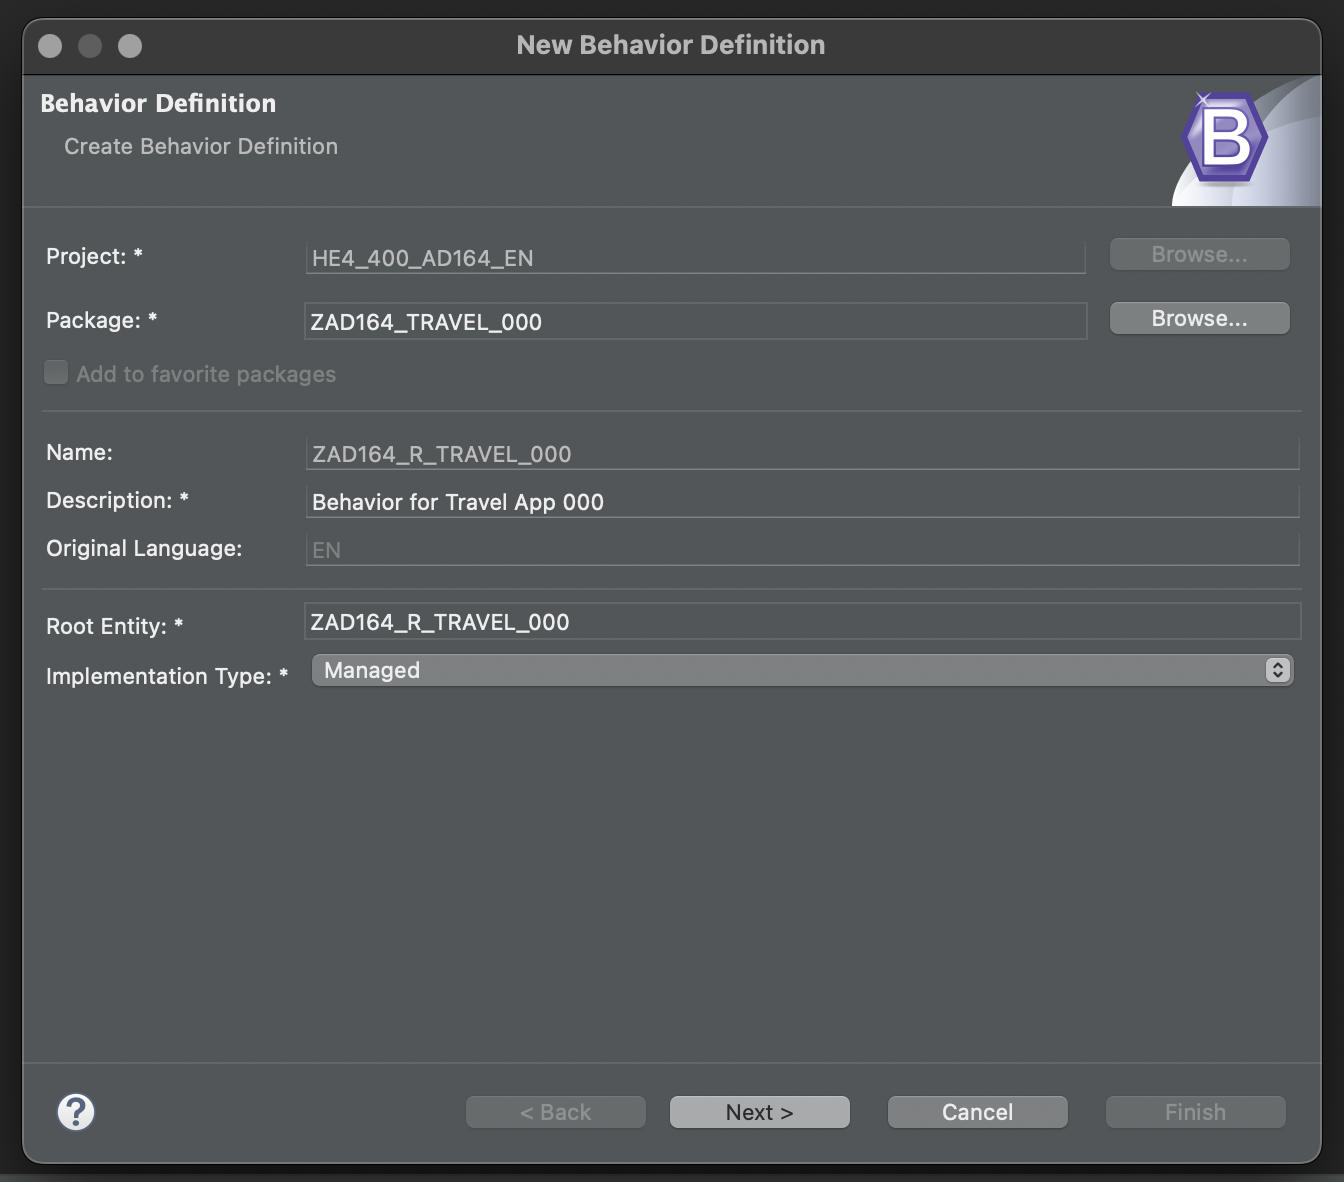 New Behavior Definition
Behavior Definition
Create Behavior Definition
B
Project: * HE4_400_AD164_EN Browse...
Package: * ZAD164_TRAVEL_000 Browse...
Add to favorite packages
Name: ZAD164_R_TRAVEL_000
Description: * Behavior for Travel App 000
Original Language: EN
Root Entity: * ZAD164_R_TRAVEL_000
Implementation Type: * Managed
? < Back Next > Cancel Finish